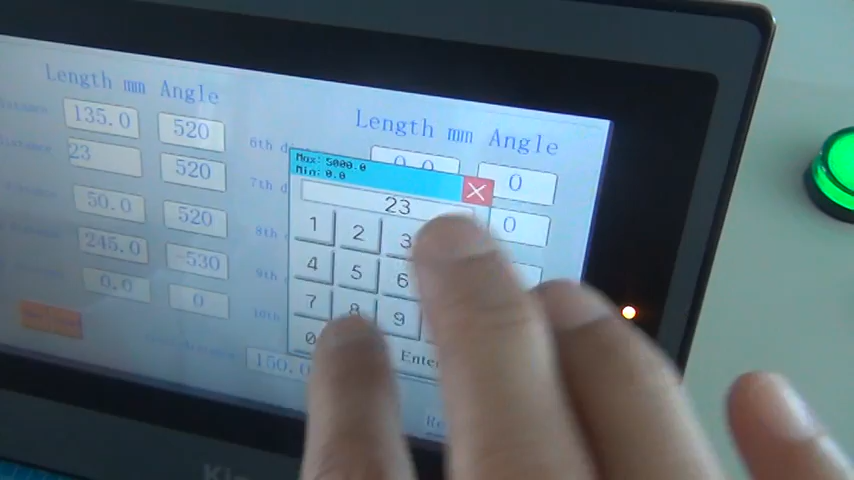 Length mm Angle
135.0 520
23 520
50.0 520
245.0 -530
0.0 0
Length mm Angle
6th 0.0 0
7th 0
8th
9th
10th
150.0
Max: 5000.0
Min: 0.0
23
1 2 3
4 5 6
7 8 9
0 Enter